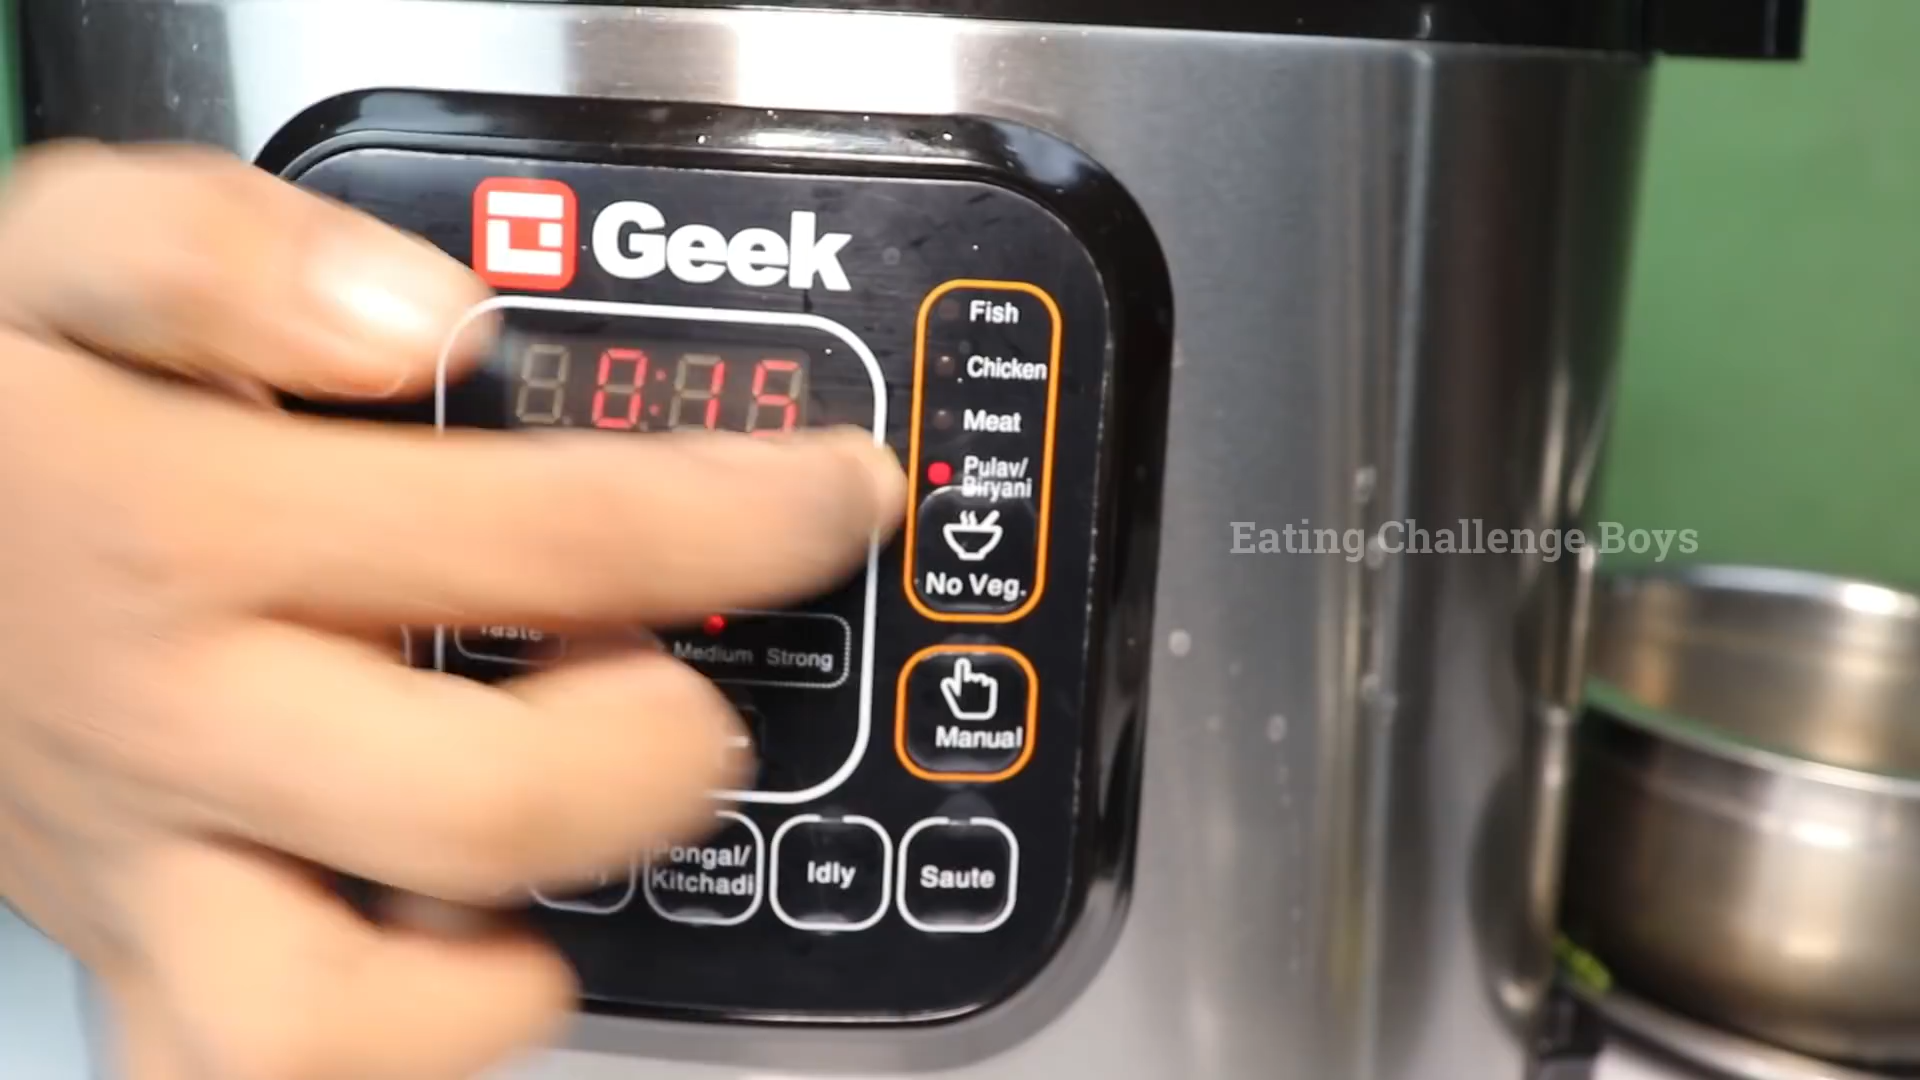 Geek
0:15
Fish
Chicken
Meat
Pulav/
Biryani
No Veg.
Taste
Medium Strong
Manual
Pongal/
Kitchadi
Idly
Saute
Eating Challenge Boys